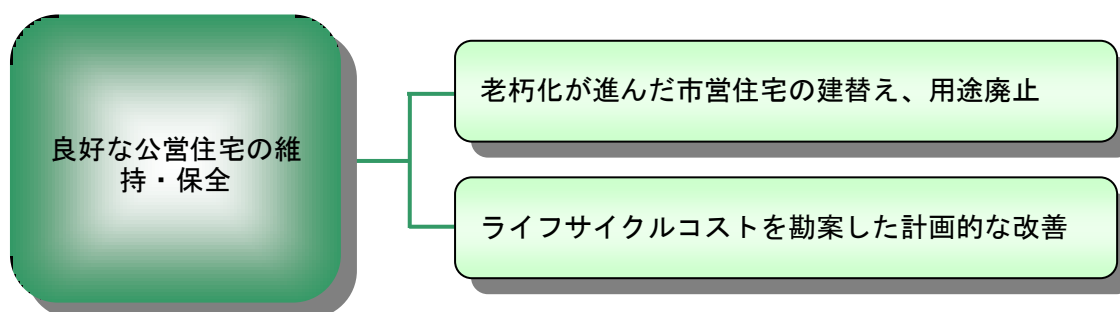 良好な公営住宅の維
持・保全
老朽化が進んだ市営住宅の建替え、用途廃止
ライフサイクルコストを勘案した計画的な改善